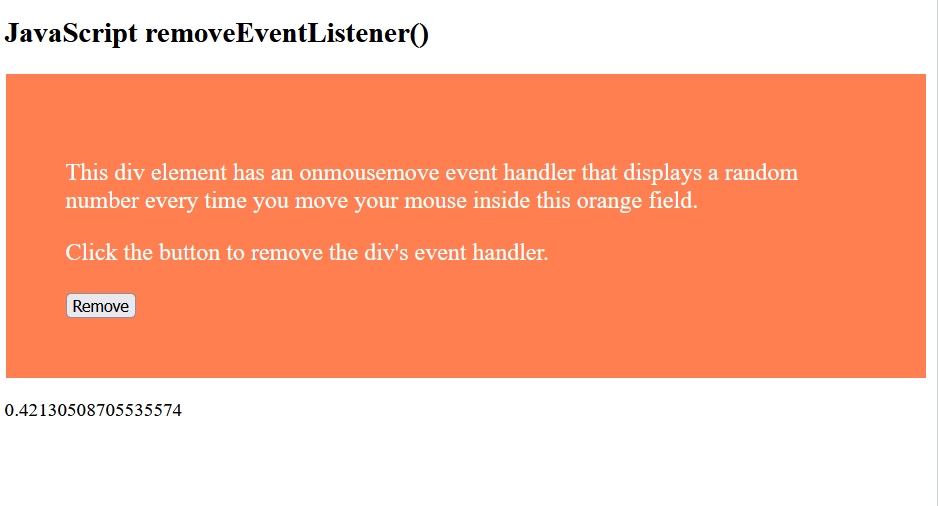 JavaScript removeEventListener()
This div element has an onmousemove event handler that displays a random
number every time you move your mouse inside this orange field.
Click the button to remove the div's event handler.
Remove
0.42130508705535574